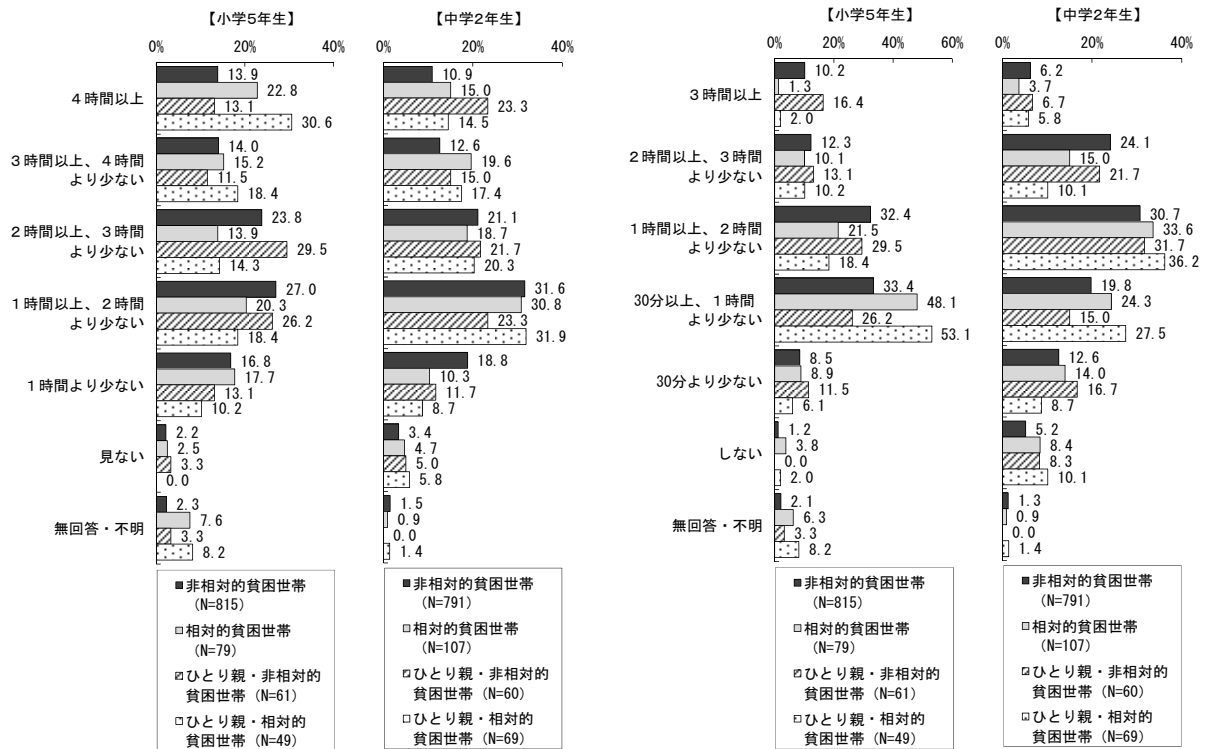 【小学5年生】
0% 20% 40%
４時間以上
13.9
22.8
13.1
30.6
３時間以上、４時間
より少ない
14.0
15.2
11.5
18.4
２時間以上、３時間
より少ない
23.8
13.9
29.5
14.3
１時間以上、２時間
より少ない
27.0
20.3
26.2
18.4
１時間より少ない
16.8
17.7
13.1
10.2
見ない
2.2
2.5
3.3
0.0
無回答・不明
2.3
7.6
3.3
8.2
非相対的貧困世帯
（N=815）
相対的貧困世帯
（N=79）
ひとり親・非相対的
貧困世帯（N=61）
ひとり親・相対的
貧困世帯（N=49）
【中学2年生】
0% 20% 40%
10.9
15.0
23.3
14.5
12.6
19.6
15.0
17.4
21.1
18.7
21.7
20.3
31.6
30.8
23.3
31.9
18.8
10.3
11.7
8.7
3.4
4.7
5.0
5.8
1.5
0.9
0.0
1.4
非相対的貧困世帯
（N=791）
相対的貧困世帯
（N=107）
ひとり親・非相対的
貧困世帯（N=60）
ひとり親・相対的
貧困世帯（N=69）
【小学5年生】
0% 20% 40% 60%
３時間以上
10.2
1.3
16.4
2.0
２時間以上、３時間
より少ない
12.3
10.1
13.1
10.2
１時間以上、２時間
より少ない
32.4
21.5
29.5
18.4
30分以上、１時間
より少ない
33.4
48.1
26.2
53.1
30分より少ない
8.5
8.9
11.5
6.1
しない
1.2
3.8
0.0
2.0
無回答・不明
2.1
6.3
3.3
8.2
非相対的貧困世帯
（N=815）
相対的貧困世帯
（N=79）
ひとり親・非相対的
貧困世帯（N=61）
ひとり親・相対的
貧困世帯（N=49）
【中学2年生】
0% 20% 40%
6.2
3.7
6.7
5.8
24.1
15.0
21.7
10.1
30.7
33.6
31.7
36.2
19.8
24.3
15.0
27.5
12.6
14.0
16.7
8.7
5.2
8.4
8.3
10.1
1.3
0.9
0.0
1.4
非相対的貧困世帯
（N=791）
相対的貧困世帯
（N=107）
ひとり親・非相対的
貧困世帯（N=60）
ひとり親・相対的
貧困世帯（N=69）